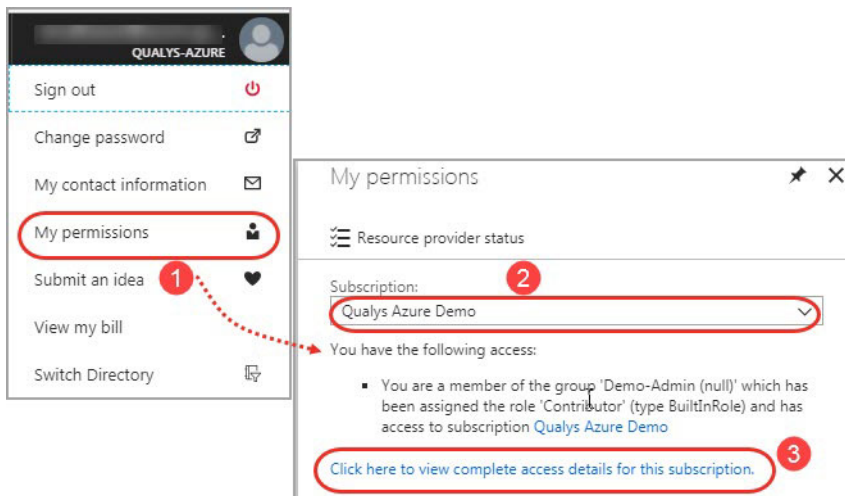 QUALYS-AZURE
Sign out
Change password
My contact information
My permissions
Submit an idea
1
View my bill
Switch Directory
My permissions
Resource provider status
2
Subscription:
Qualys Azure Demo
You have the following access:
▪ You are a member of the group 'Demo-Admin (null)' which has
been assigned the role 'Contributor' (type BuiltInRole) and has
access to subscription Qualys Azure Demo
3
Click here to view complete access details for this subscription.